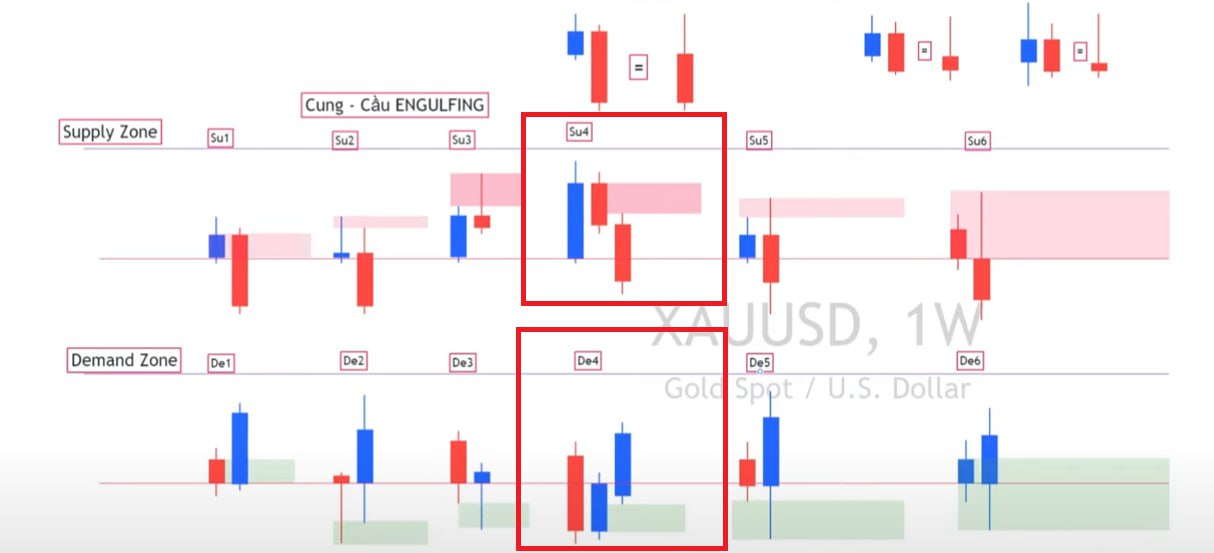 =
=
=
Cung - Cầu ENGULFING
Supply Zone
Su1
Su2
Su3
Su4
Su5
Su6
XAUUSD, 1W
Gold Spot / U.S. Dollar
Demand Zone
De1
De2
De3
De4
De5
De6